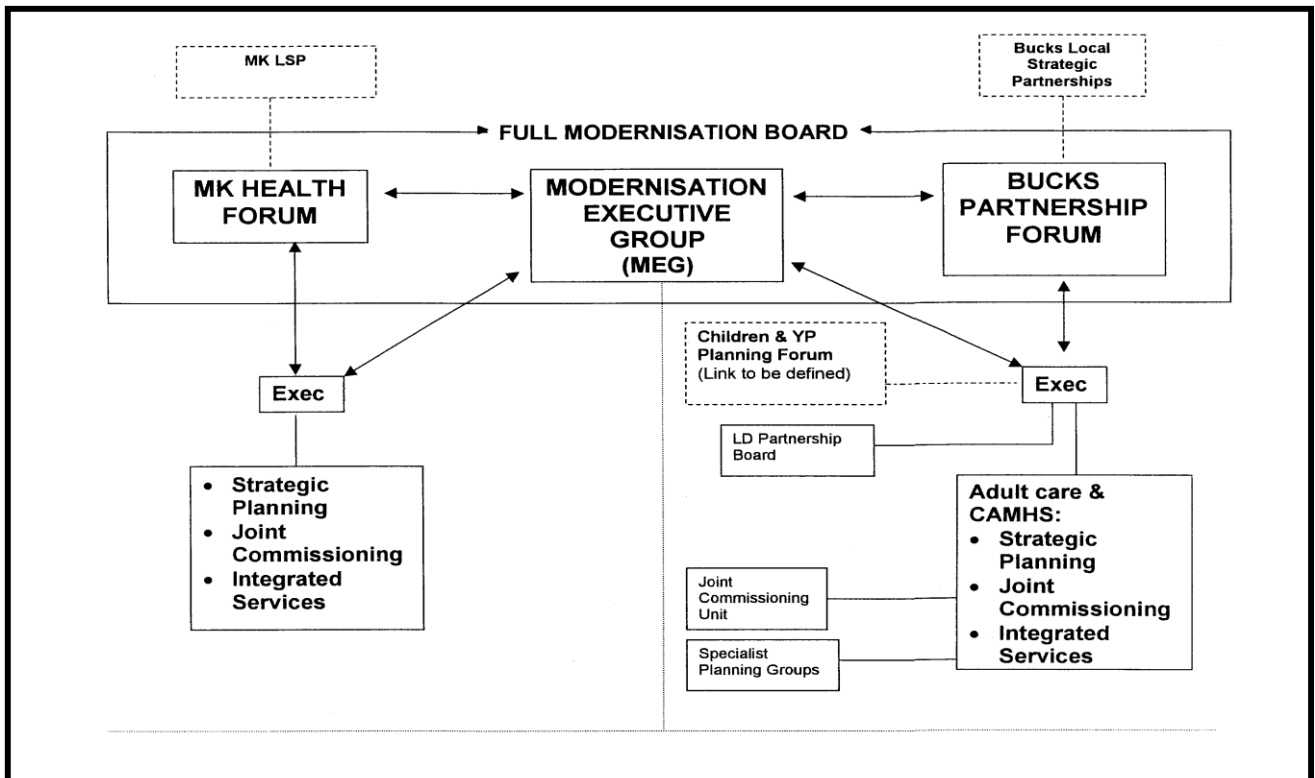 MK LSP
Bucks Local
Strategic
Partnerships
FULL MODERNISATION BOARD
MK HEALTH
FORUM
MODERNISATION
EXECUTIVE
GROUP
(MEG)
BUCKS
PARTNERSHIP
FORUM
Children & YP
Planning Forum
(Link to be defined)
Exec
Exec
LD Partnership
Board
• Strategic
Planning
• Joint
Commissioning
• Integrated
Services
Adult care &
CAMHS:
• Strategic
Planning
• Joint
Commissioning
• Integrated
Services
Joint
Commissioning
Unit
Specialist
Planning Groups